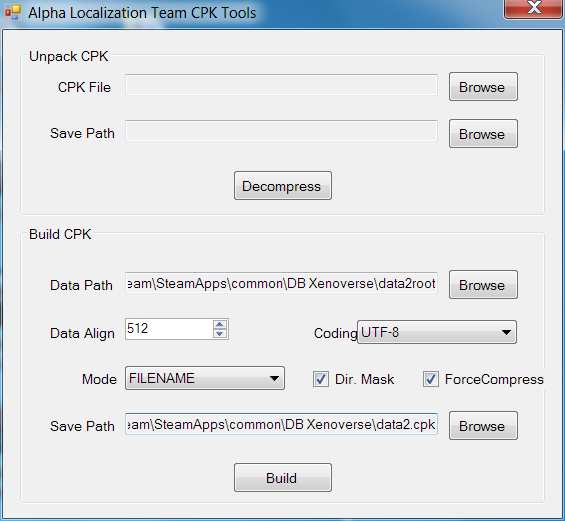 Alpha Localization Team CPK Tools
Unpack CPK
CPK File Browse
Save Path Browse
Decompress
Build CPK
Data Path eam\SteamApps\common\DB Xenoverse\data2root Browse
Data Align 512 Coding UTF-8
Mode FILENAME Dir. Mask ForceCompress
Save Path eam\SteamApps\common\DB Xenoverse\data2.cpk Browse
Build